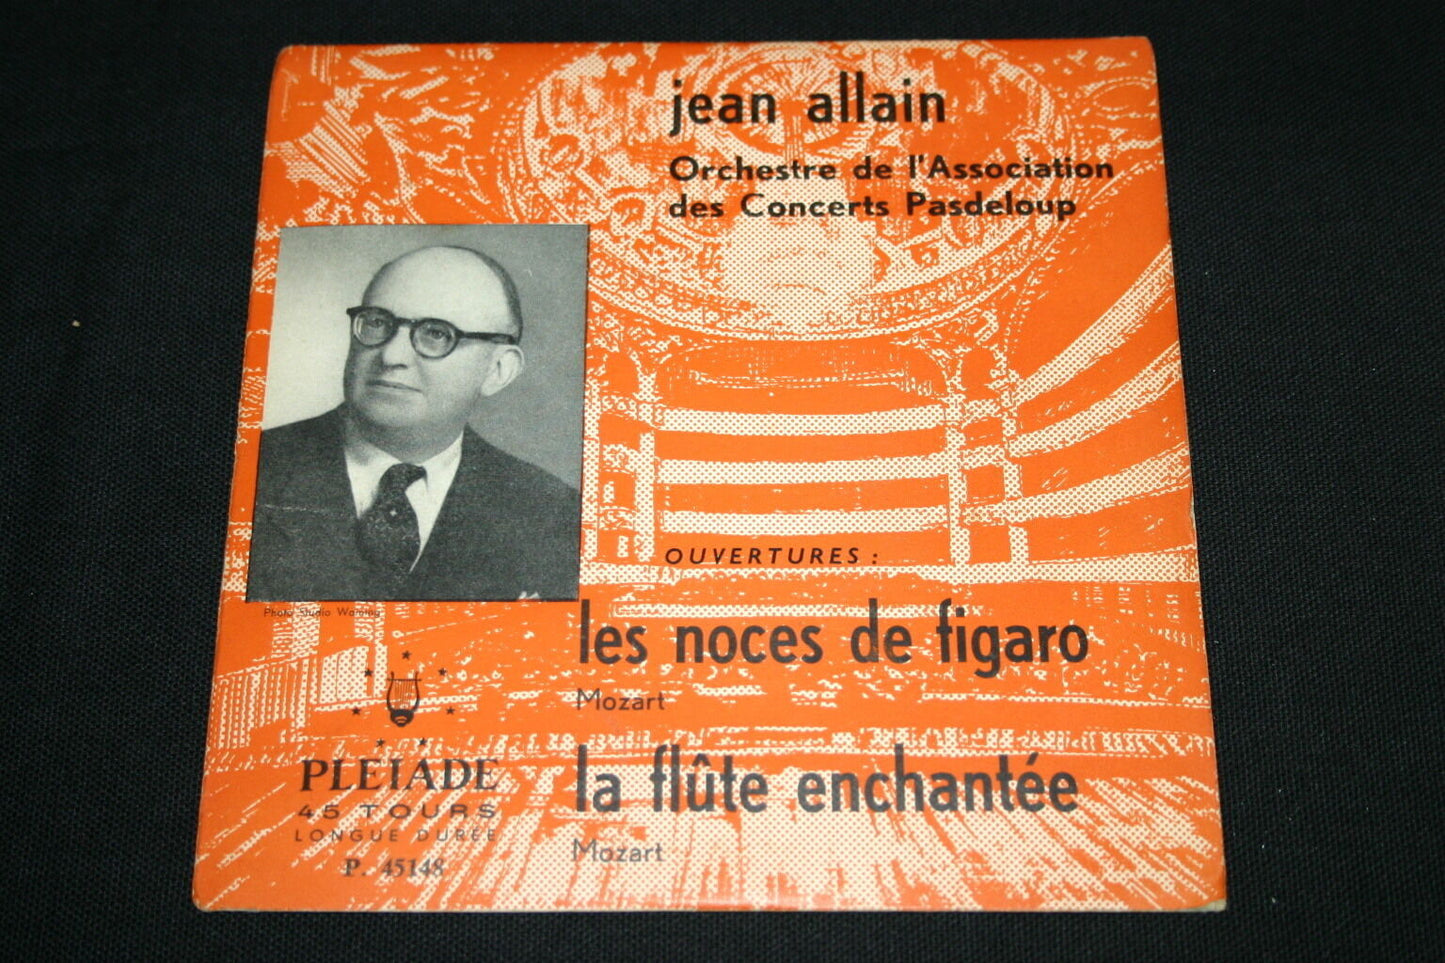 jean allain
Orchestre de l'Association
des Concerts Pasdeloup
Photo Studio Waroline
OUVERTURES :
les noces de figaro
Mozart
la flûte enchantée
Mozart
PLEIADE
45 TOURS
LONGUE DURÉE
P. 45148